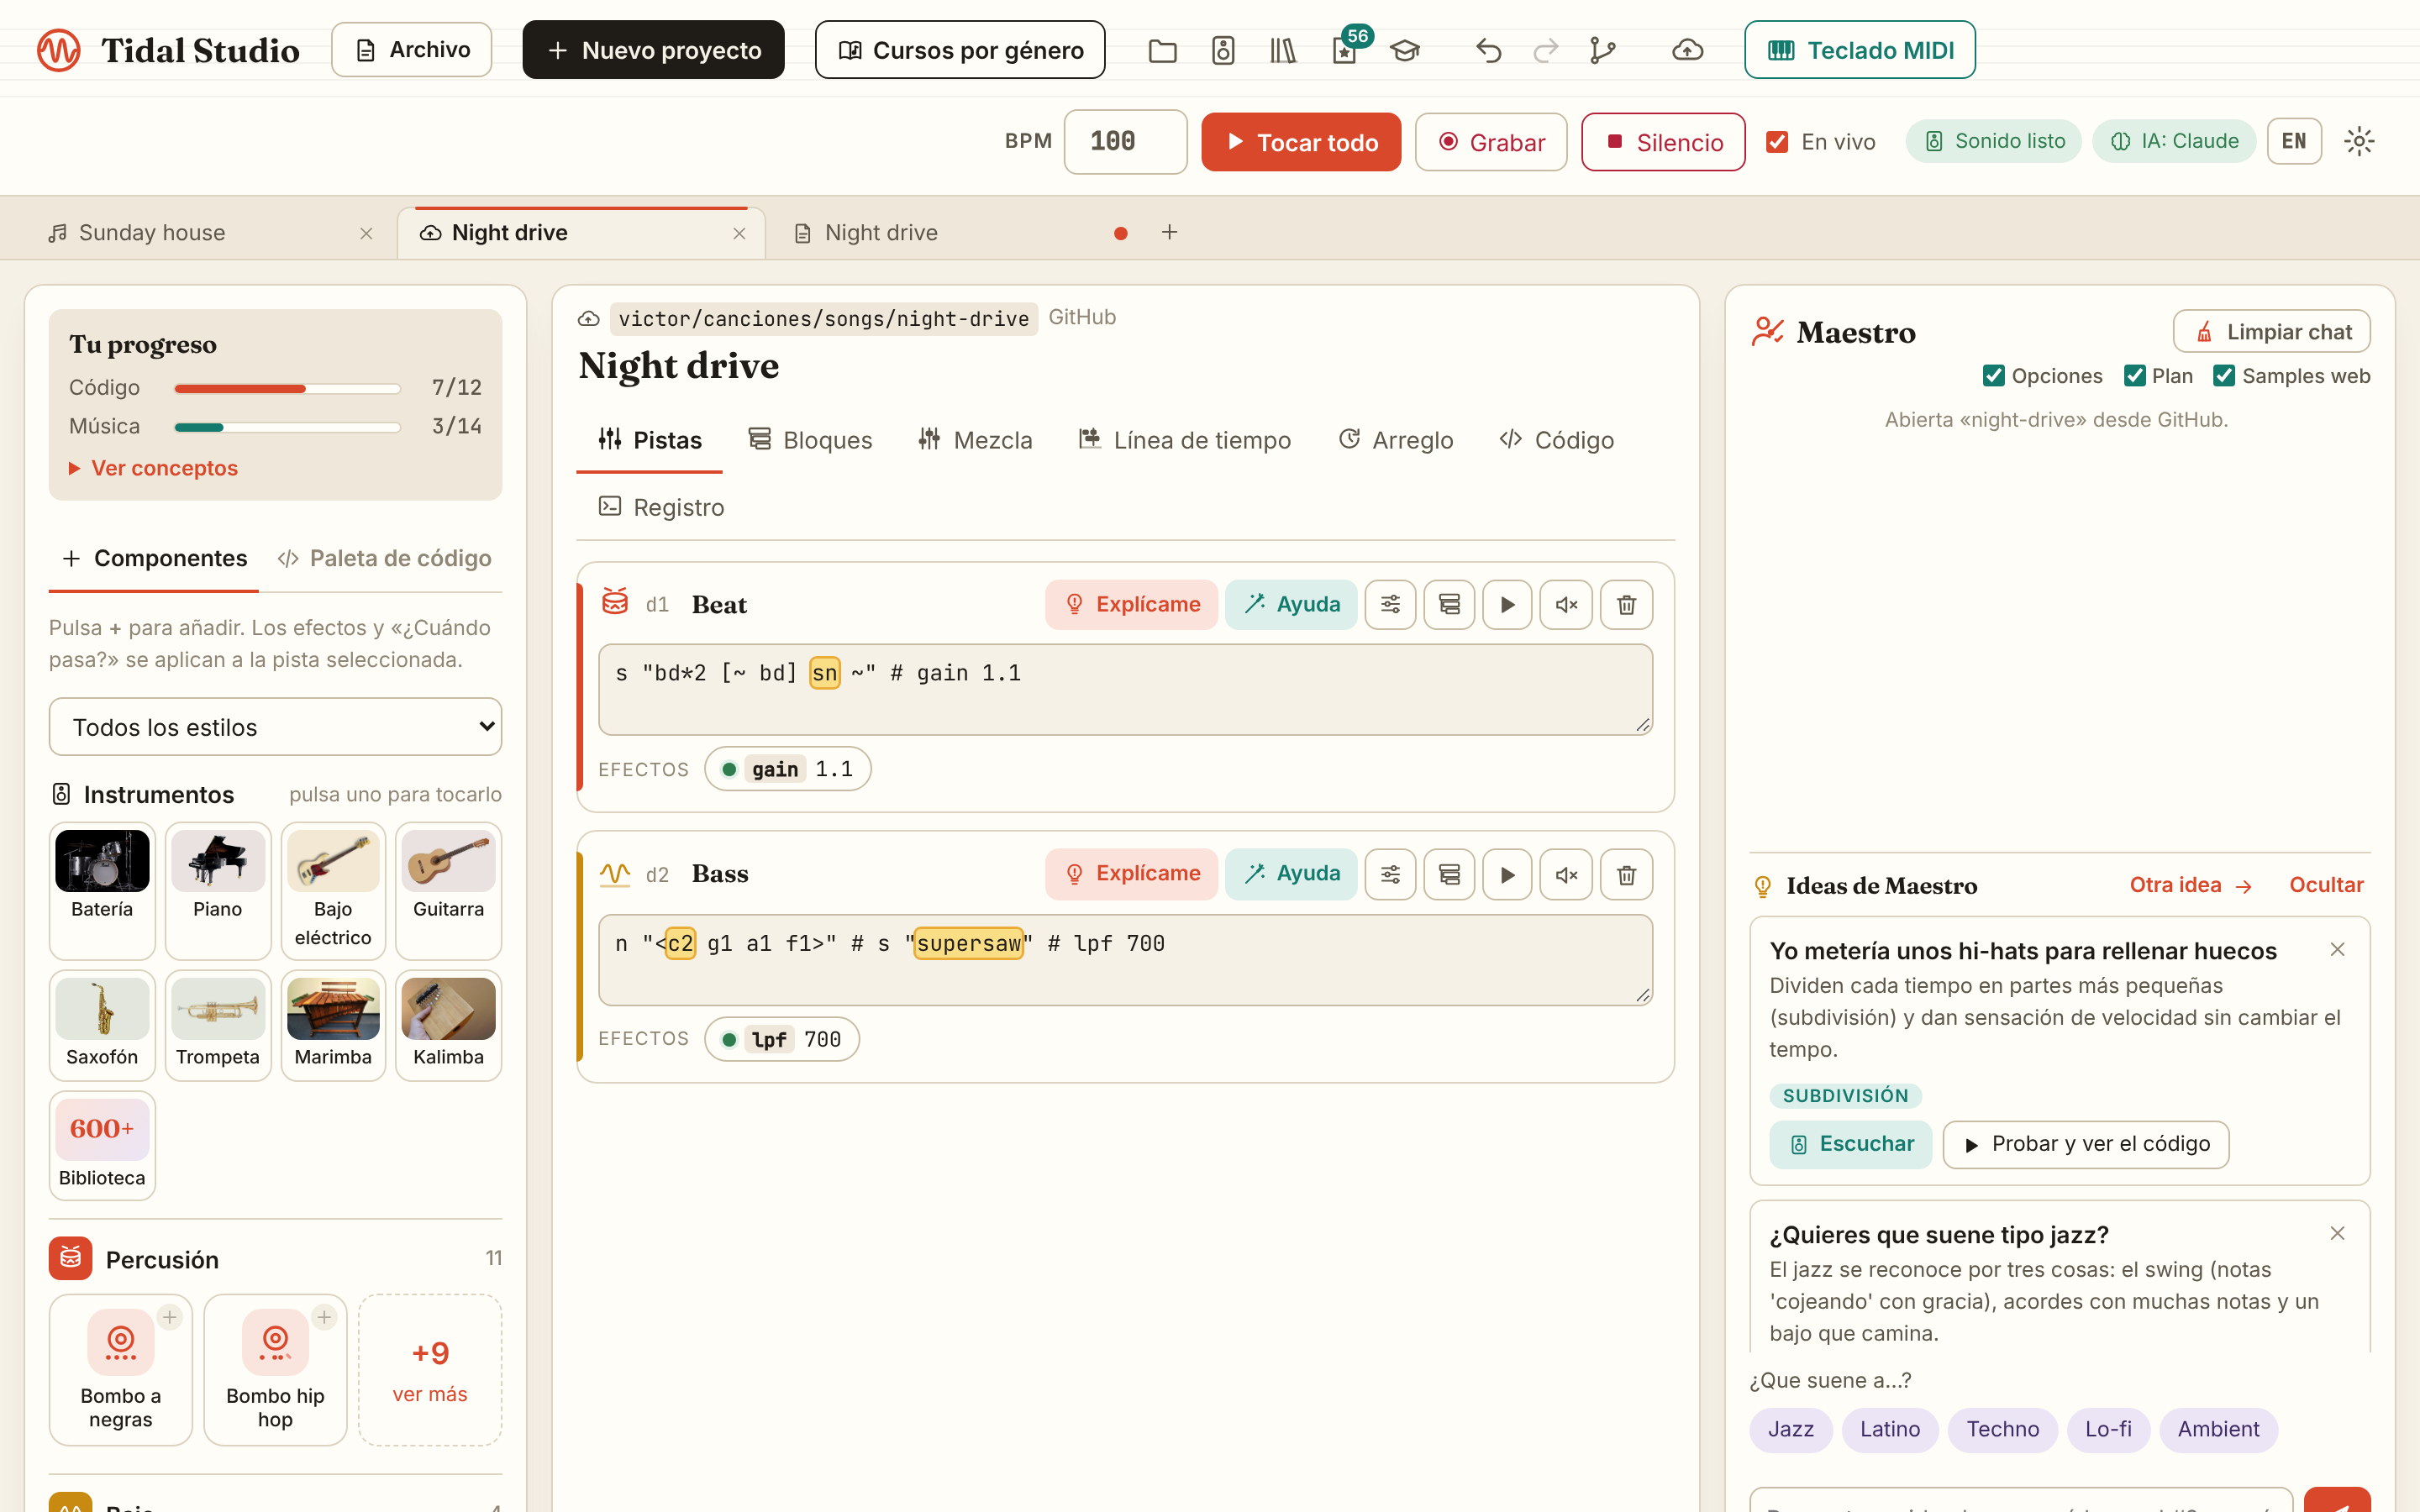 Tidal Studio
Archivo
Nuevo proyecto
Cursos por género
56
Teclado MIDI
BPM
100
Tocar todo
Grabar
Silencio
En vivo
Sonido listo
IA: Claude
EN
Sunday house
Night drive
Night drive
Tu progreso
Código 7/12
Música 3/14
Ver conceptos
Componentes
Paleta de código
Pulsa + para añadir. Los efectos y «¿Cuándo
pasa?» se aplican a la pista seleccionada.
Todos los estilos
Instrumentos
pulsa uno para tocarlo
Batería
Piano
Bajo
eléctrico
Guitarra
Saxofón
Trompeta
Marimba
Kalimba
600+
Biblioteca
Percusión
11
Bombo a
negras
Bombo hip
hop
+9
ver más
victor/canciones/songs/night-drive GitHub
Night drive
Pistas
Bloques
Mezcla
Línea de tiempo
Arreglo
Código
Registro
d1 Beat
Explícame
Ayuda
s "bd*2 [~ bd] sn ~" # gain 1.1
EFECTOS
gain 1.1
d2 Bass
Explícame
Ayuda
n "<c2 g1 a1 f1>" # s "supersaw" # lpf 700
EFECTOS
lpf 700
Maestro
Limpiar chat
Opciones
Plan
Samples web
Abierta «night-drive» desde GitHub.
Ideas de Maestro
Otra idea →
Ocultar
Yo metería unos hi-hats para rellenar huecos
Dividen cada tiempo en partes más pequeñas
(subdivisión) y dan sensación de velocidad sin cambiar el
tempo.
SUBDIVISIÓN
Escuchar
Probar y ver el código
¿Quieres que suene tipo jazz?
El jazz se reconoce por tres cosas: el swing (notas
'cojeando' con gracia), acordes con muchas notas y un
bajo que camina.
¿Que suene a...?
Jazz
Latino
Techno
Lo-fi
Ambient